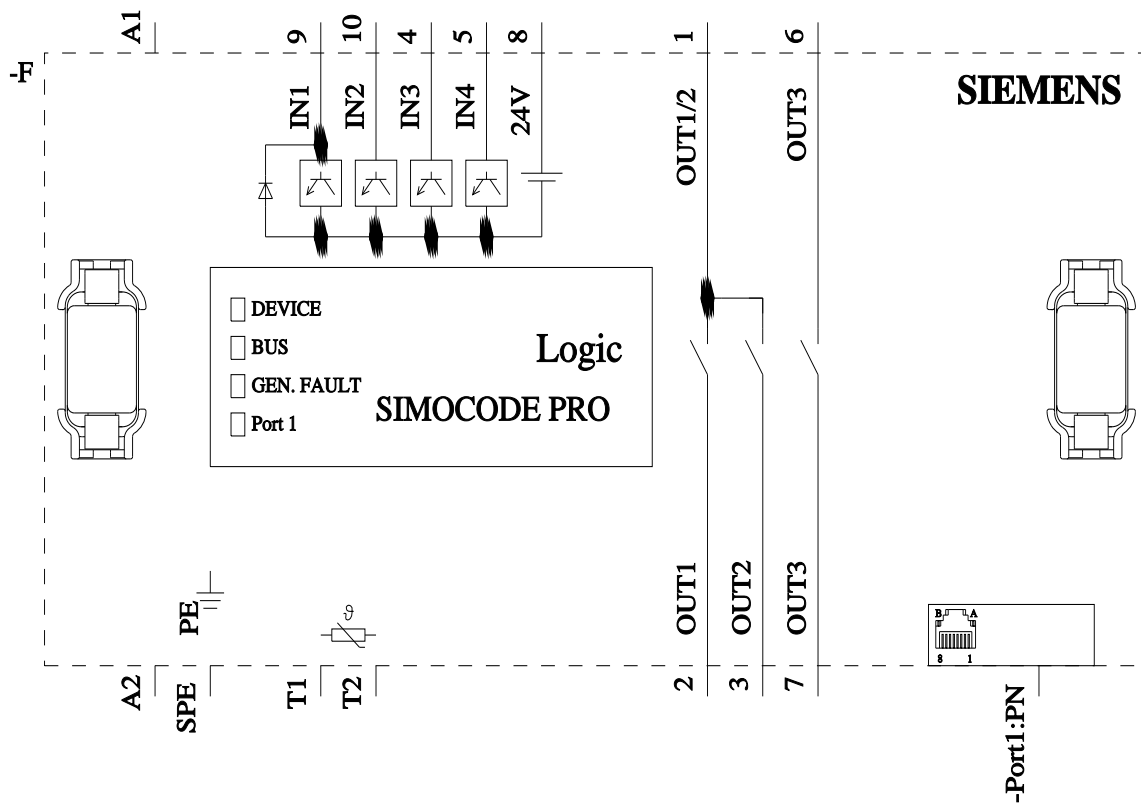 A1
9
10
4
5
8
1
6
-F
IN1
IN2
IN3
IN4
24V
OUT1/2
OUT3
SIEMENS
DEVICE
BUS
GEN. FAULT
Port 1
Logic
SIMOCODE PRO
PE
ϑ
OUT1
OUT2
OUT3
B A
8 1
A2
SPE
T1
T2
2
3
7
-Port1:PN